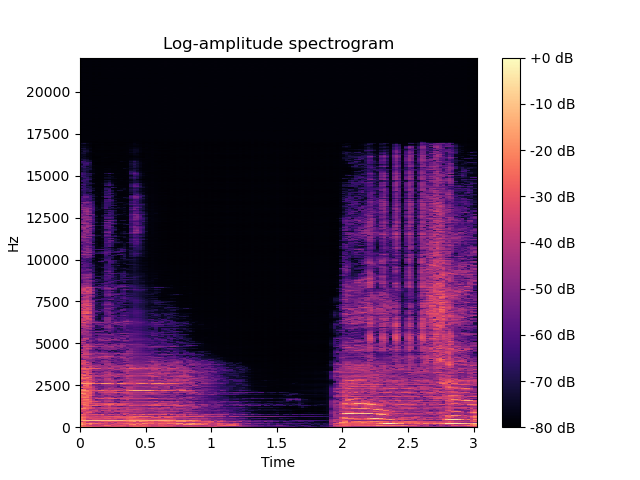 Log-amplitude spectrogram
+0 dB
20000
-10 dB
17500
-20 dB
15000
-30 dB
12500
Hz
-40 dB
10000
-50 dB
7500
-60 dB
5000
-70 dB
2500
0
-80 dB
0 0.5 1 1.5 2 2.5 3
Time